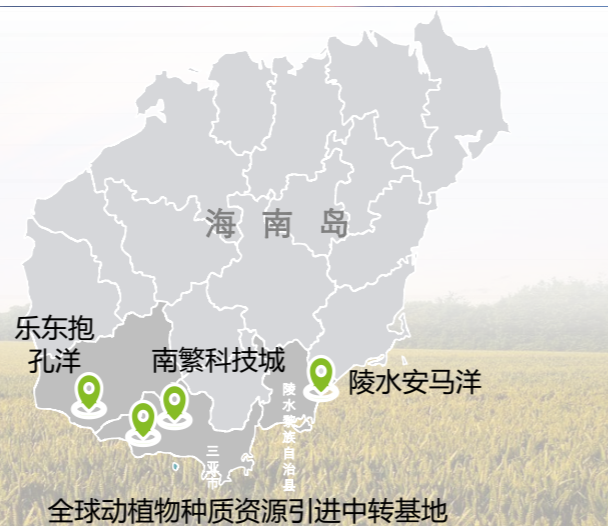 海南岛
乐东抱
孔洋
南繁科技城
陵水安马洋
陵水黎族自治县
三亚市
全球动植物种质资源引进中转基地